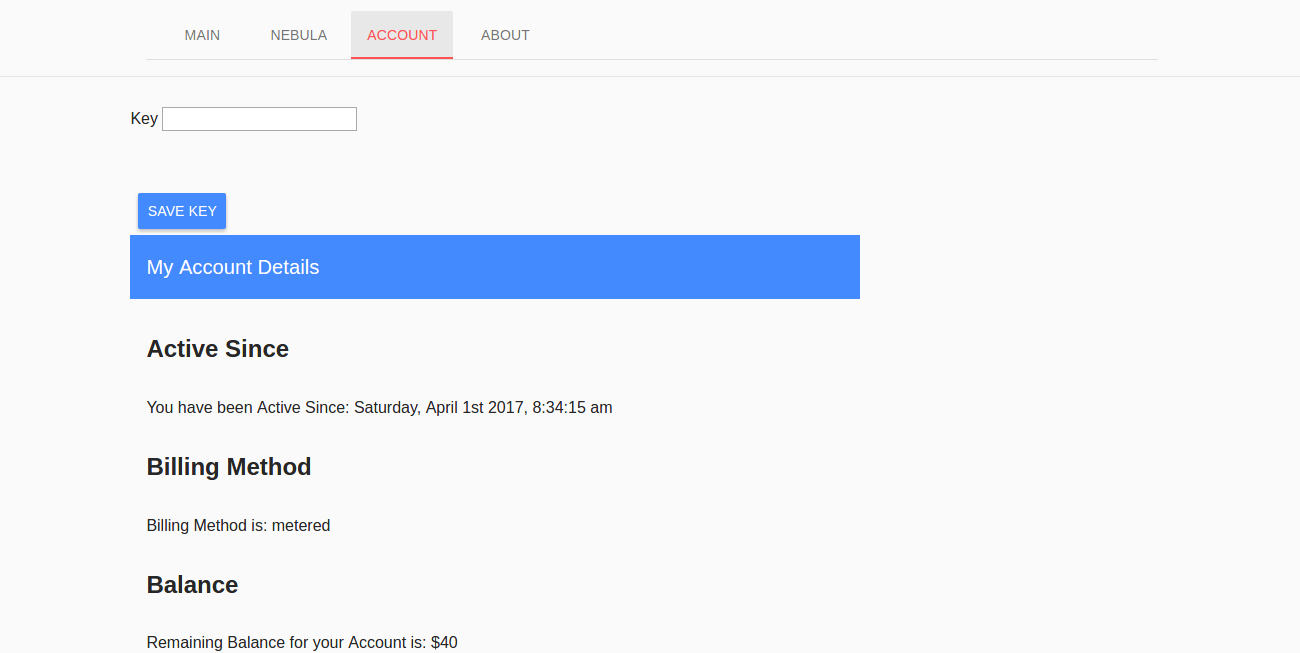 MAIN NEBULA ACCOUNT ABOUT
Key
SAVE KEY
My Account Details
Active Since
You have been Active Since: Saturday, April 1st 2017, 8:34:15 am
Billing Method
Billing Method is: metered
Balance
Remaining Balance for your Account is: $40